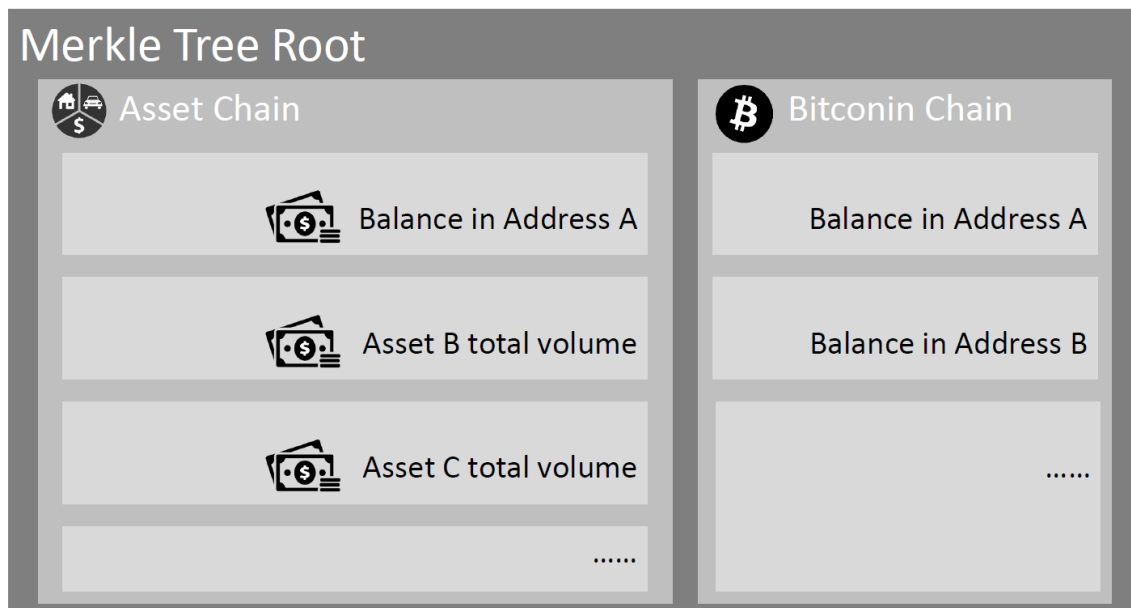 Merkle Tree Root
Asset Chain
Balance in Address A
Asset B total volume
Asset C total volume
......
Bitconin Chain
Balance in Address A
Balance in Address B
......